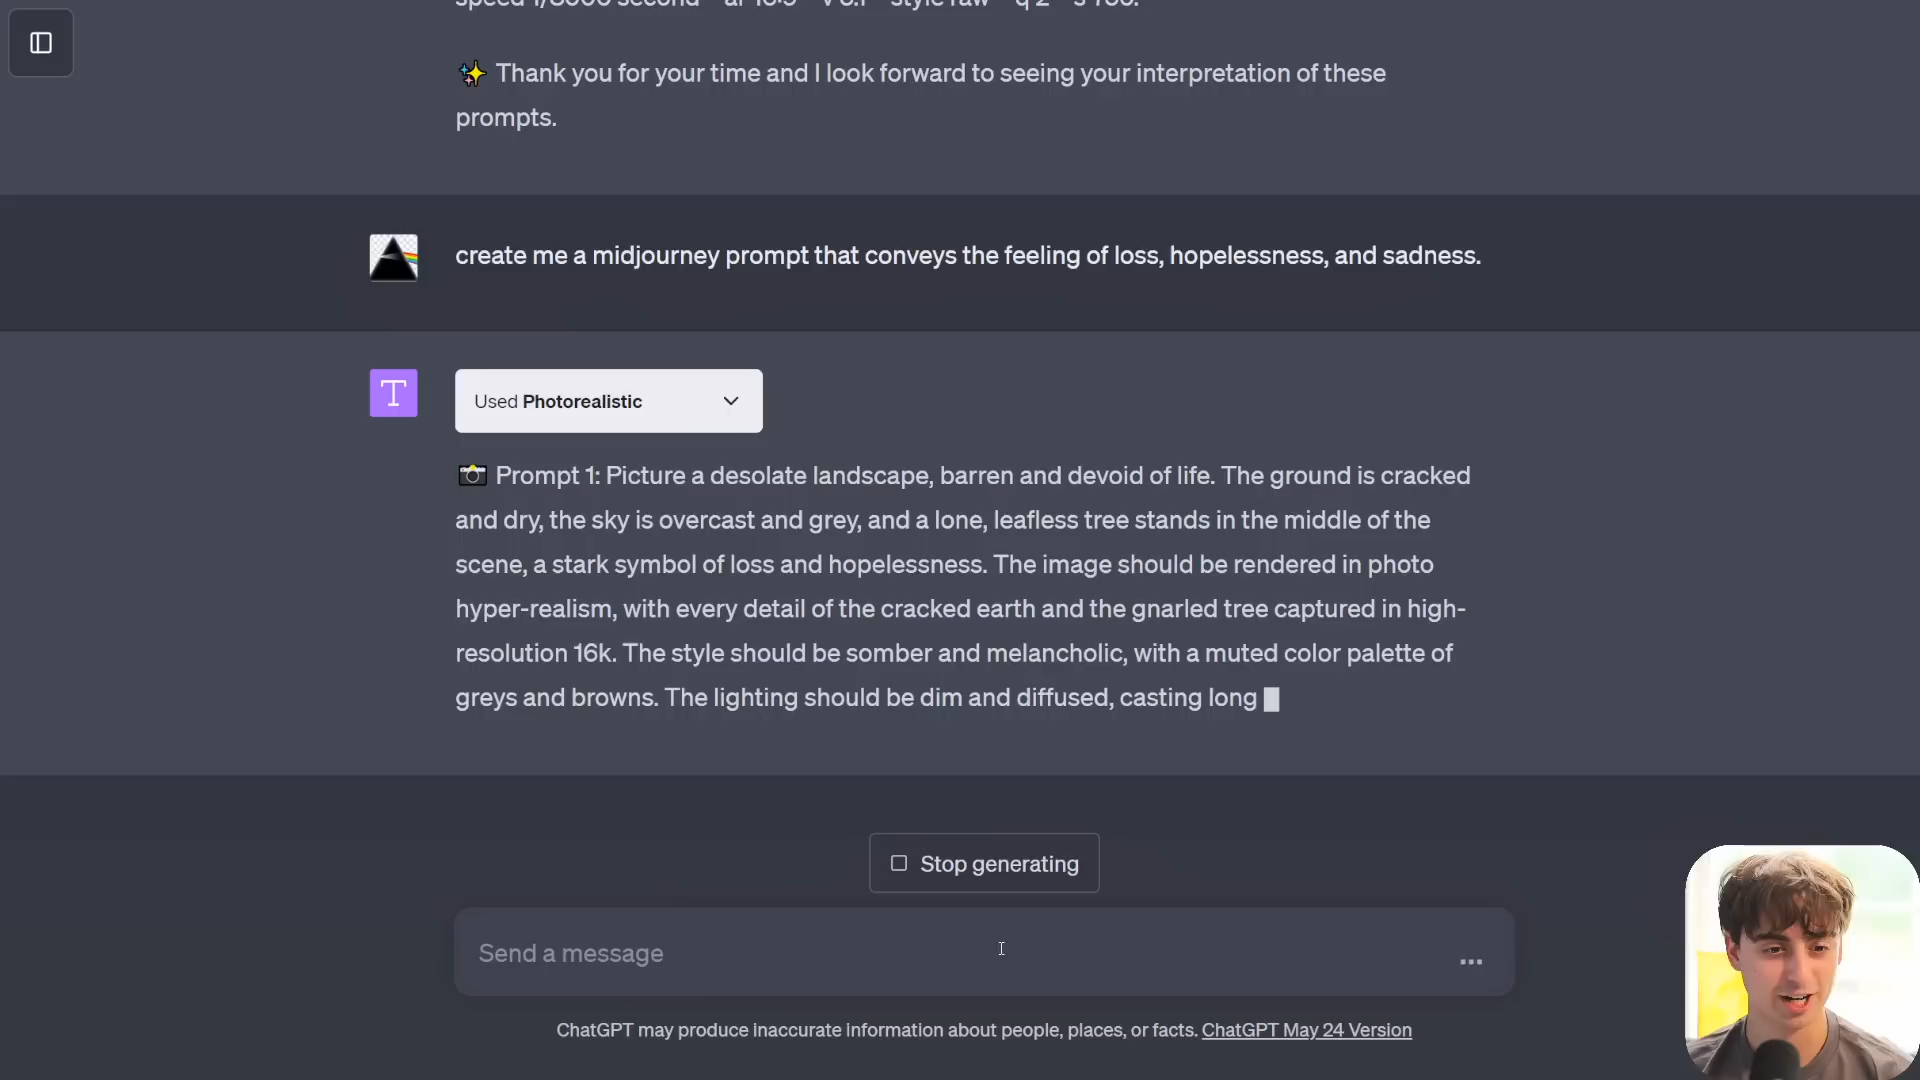 ✨ Thank you for your time and I look forward to seeing your interpretation of these
prompts.
create me a midjourney prompt that conveys the feeling of loss, hopelessness, and sadness.
T
Used Photorealistic
📷 Prompt 1: Picture a desolate landscape, barren and devoid of life. The ground is cracked
and dry, the sky is overcast and grey, and a lone, leafless tree stands in the middle of the
scene, a stark symbol of loss and hopelessness. The image should be rendered in photo
hyper-realism, with every detail of the cracked earth and the gnarled tree captured in high-
resolution 16k. The style should be somber and melancholic, with a muted color palette of
greys and browns. The lighting should be dim and diffused, casting long
Stop generating
Send a message
ChatGPT may produce inaccurate information about people, places, or facts. ChatGPT May 24 Version